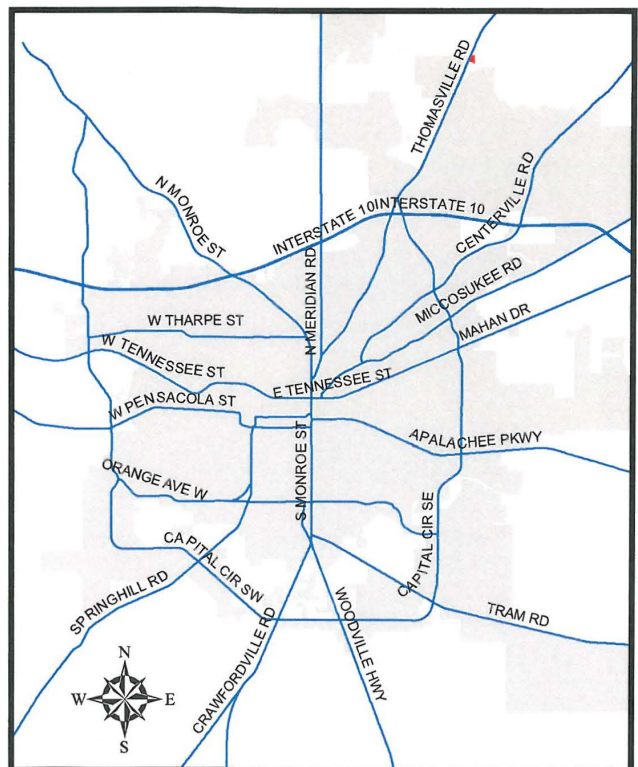 THOMASVILLE RD
N MONROE ST
CENTERVILLE RD
INTERSTATE 10
INTERSTATE 10
N MERIDIAN RD
MICCOSUKEE RD
W THARPE ST
MAHAN DR
W TENNESSEE ST
E TENNESSEE ST
W PENSACOLA ST
APALACHEE PKWY
S MONROE ST
ORANGE AVE W
CAPITAL CIR SE
CAPITAL CIR SW
SPRINGHILL RD
TRAM RD
WOODVILLE HWY
CRAWFORDVILLE RD
N
W E
S